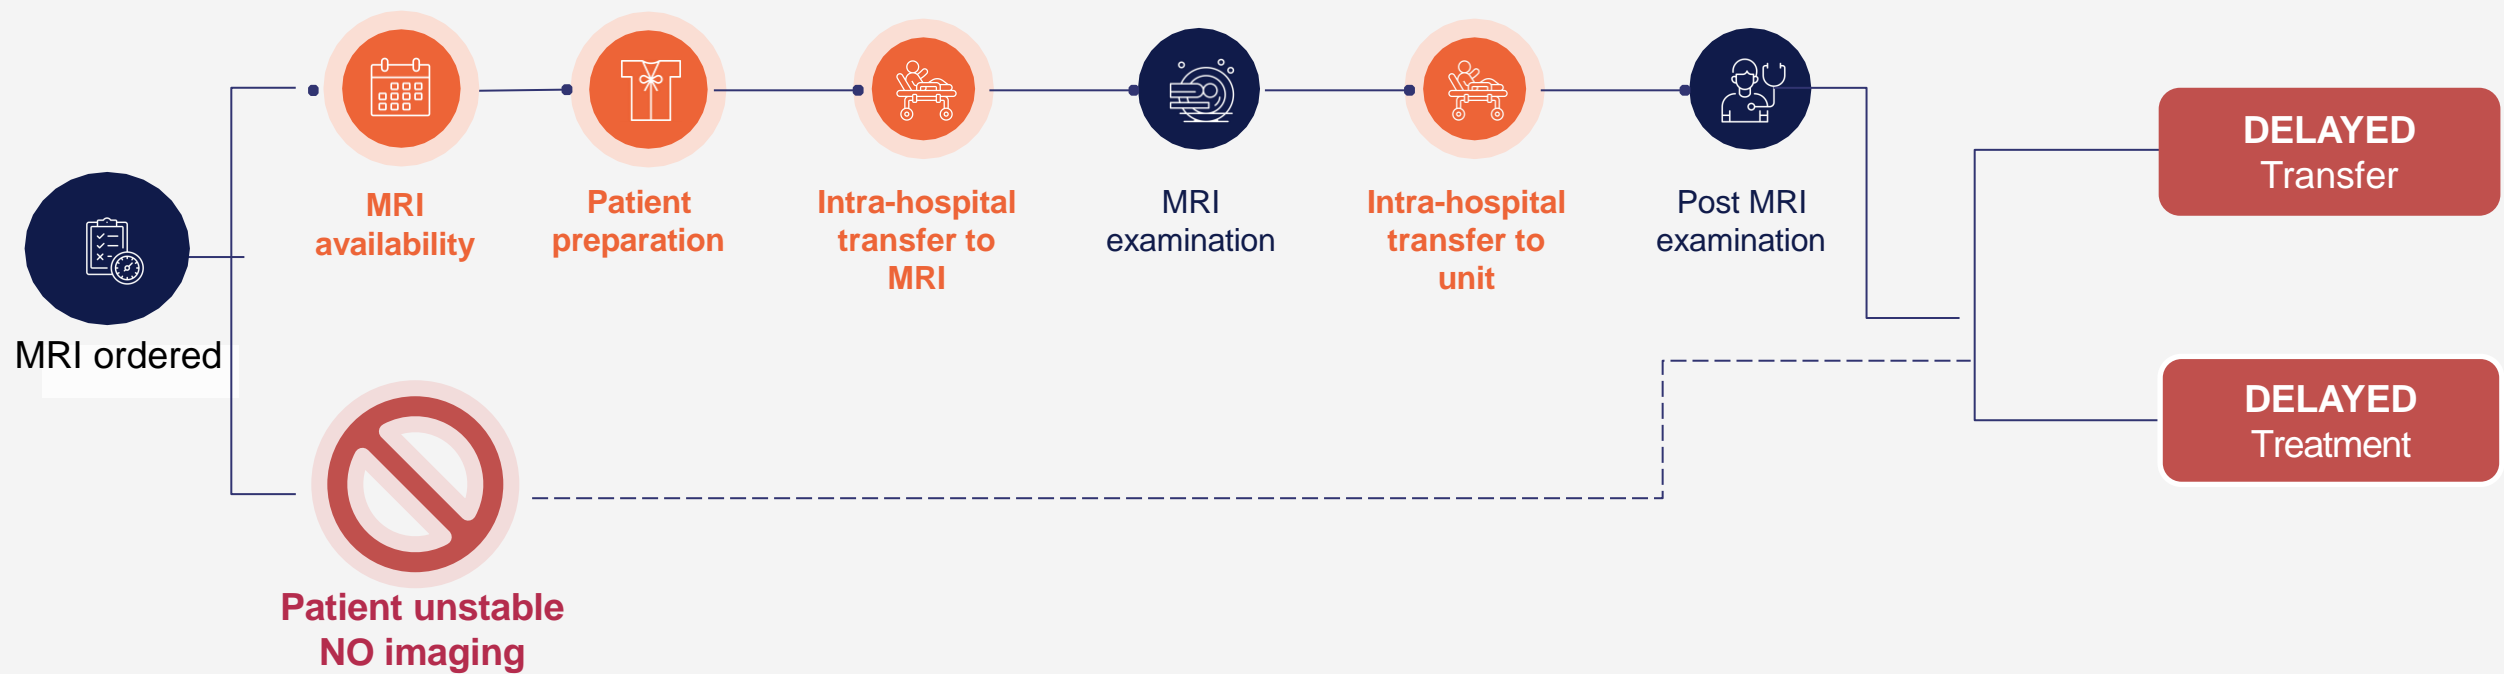 MRI ordered
MRI
availability
Patient
preparation
Intra-hospital
transfer to
MRI
MRI
examination
Intra-hospital
transfer to
unit
Post MRI
examination
Patient unstable
NO imaging
DELAYED
Transfer
DELAYED
Treatment